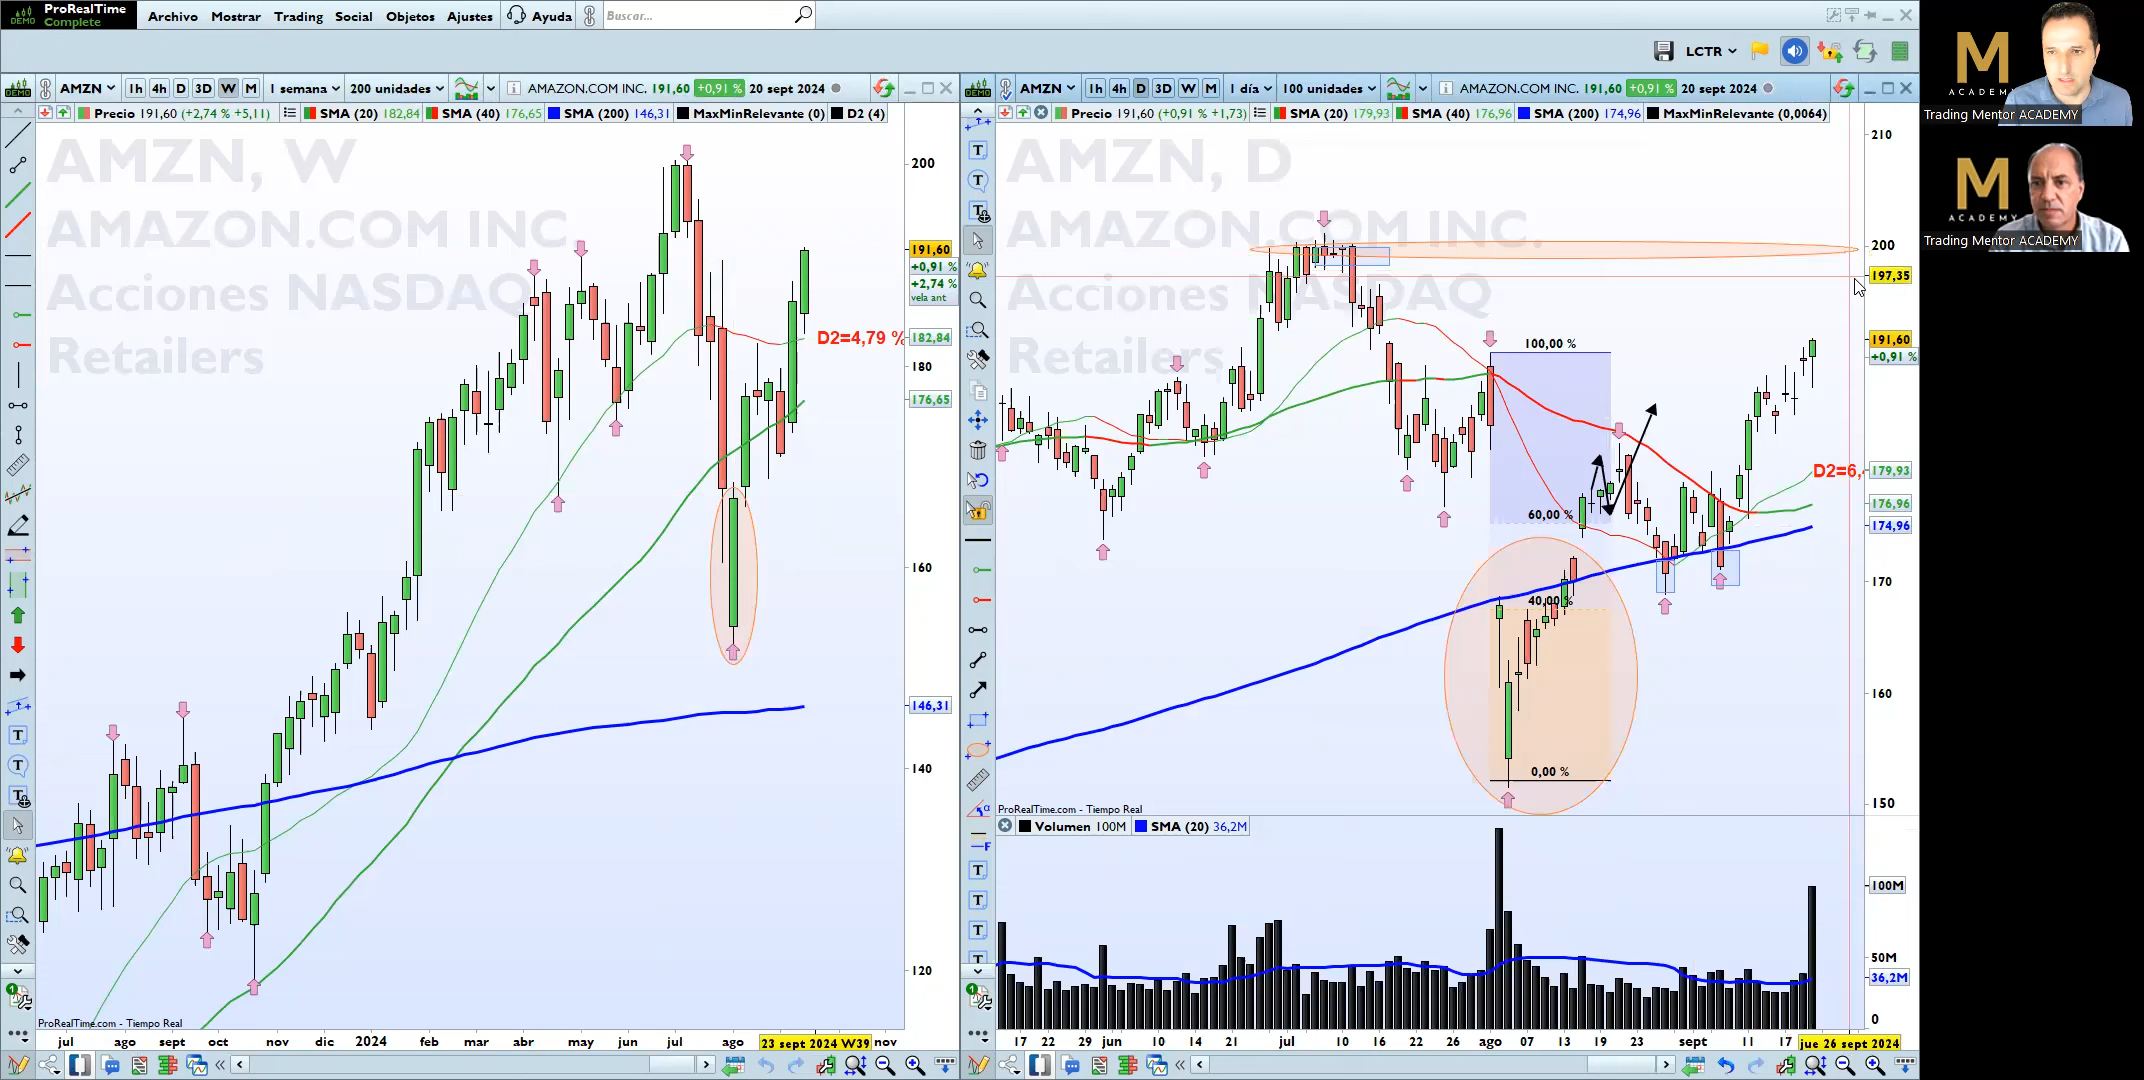 ProRealTime
Complete
DEMO
Archivo Mostrar Trading Social Objetos Ajustes Ayuda Buscar...
LCTR
AMZN 1h 4h D 3D W M 1 semana 200 unidades AMAZON.COM INC. 191,60 +0,91 % 20 sept 2024
Precio 191,60 (+2,74 % +5,11) SMA (20) 182,84 SMA (40) 176,65 SMA (200) 146,31 MaxMinRelevante (0) D2 (4)
AMZN, W
AMAZON.COM INC.
Acciones NASDAQ
Retailers
200
191,60
+0,91 %
+2,74 %
vela ant
D2=4,79 %
182,84
180
176,65
160
146,31
140
120
ProRealTime.com - Tiempo Real
jul ago sept oct nov dic 2024 feb mar abr may jun jul ago 23 sept 2024 W39 nov
AMZN 1h 4h D 3D W M 1 día 100 unidades AMAZON.COM INC. 191,60 +0,91 % 20 sept 2024
Precio 191,60 (+0,91 % +1,73) SMA (20) 179,93 SMA (40) 176,96 SMA (200) 174,96 MaxMinRelevante (0,0064)
AMZN, D
AMAZON.COM INC.
Acciones NASDAQ
Retailers
210
200
197,35
191,60
+0,91 %
100,00 %
D2=6,
179,93
60,00 %
176,96
174,96
170
40,00 %
160
0,00 %
150
ProRealTime.com - Tiempo Real
Volumen 100M SMA (20) 36,2M
100M
50M
36,2M
0
17 22 29 jun 10 14 21 jul 10 16 22 26 ago 07 13 19 23 sept 11 17 jue 26 sept 2024
M
ACADEMY
Trading Mentor ACADEMY
M
ACADEMY
Trading Mentor ACADEMY